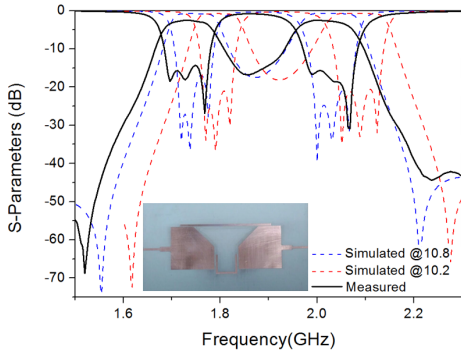 S-Parameters (dB)
0
-10
-20
-30
-40
-50
-60
-70
Simulated @10.8
Simulated @10.2
Measured
1.6 1.8 2.0 2.2
Frequency(GHz)